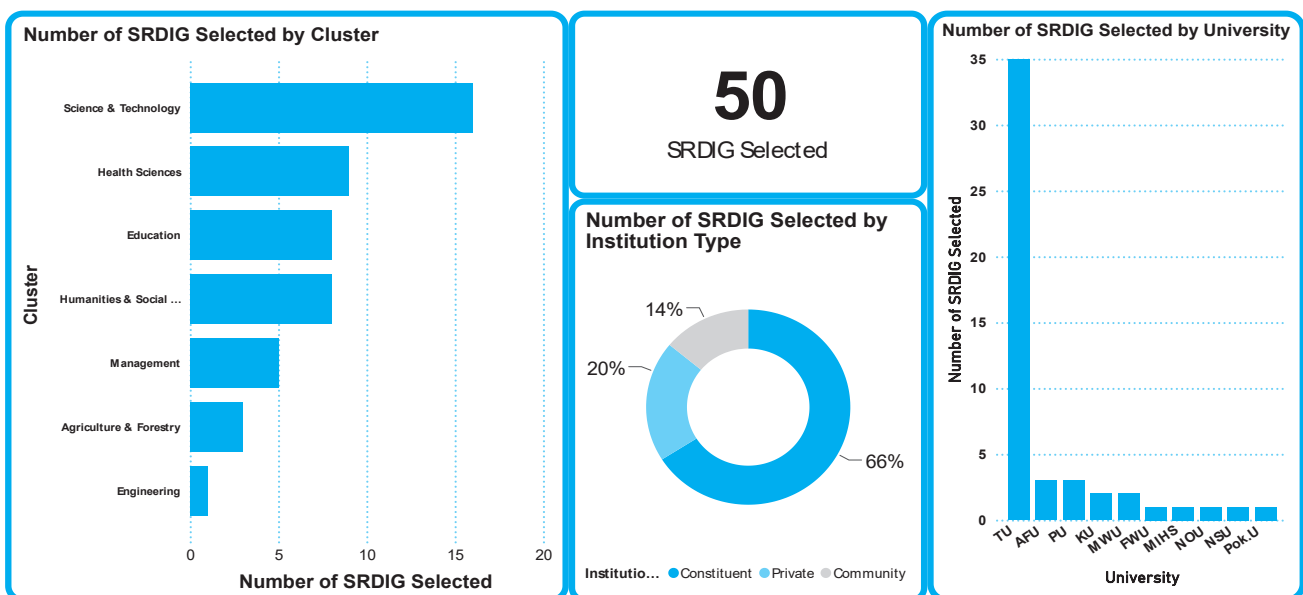 Number of SRDIG Selected by Cluster
Cluster
Science & Technology
Health Sciences
Education
Humanities & Social ...
Management
Agriculture & Forestry
Engineering
0 5 10 15 20
Number of SRDIG Selected
50
SRDIG Selected
Number of SRDIG Selected by
Institution Type
14%
20%
66%
Institutio... Constituent Private Community
Number of SRDIG Selected by University
Number of SRDIG Selected
35
30
25
20
15
10
5
0
TU AFU PU KU MWU FWU MIHS NOU NSU Pok.U
University